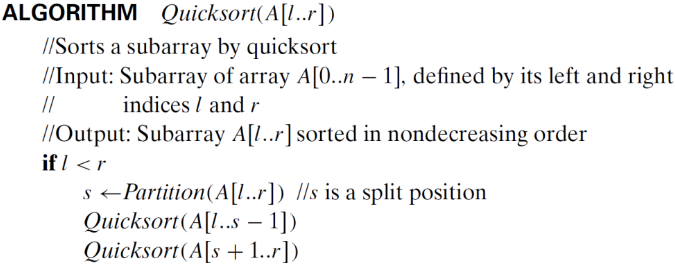 ALGORITHM Quicksort(A[l..r])
//Sorts a subarray by quicksort
//Input: Subarray of array A[0..n − 1], defined by its left and right
// indices l and r
//Output: Subarray A[l..r] sorted in nondecreasing order
if l < r
s ←Partition(A[l..r]) //s is a split position
Quicksort(A[l..s − 1])
Quicksort(A[s + 1..r])